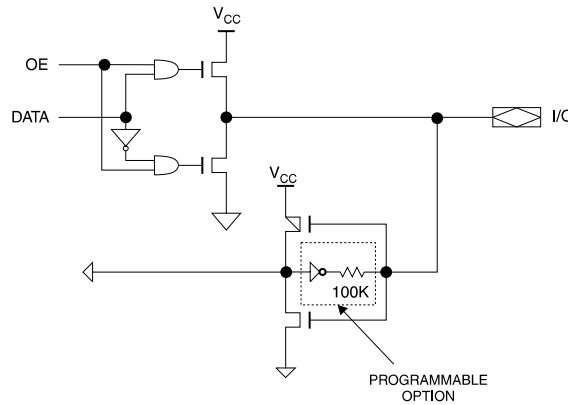 VCC
OE
DATA
I/O
VCC
100K
PROGRAMMABLE
OPTION